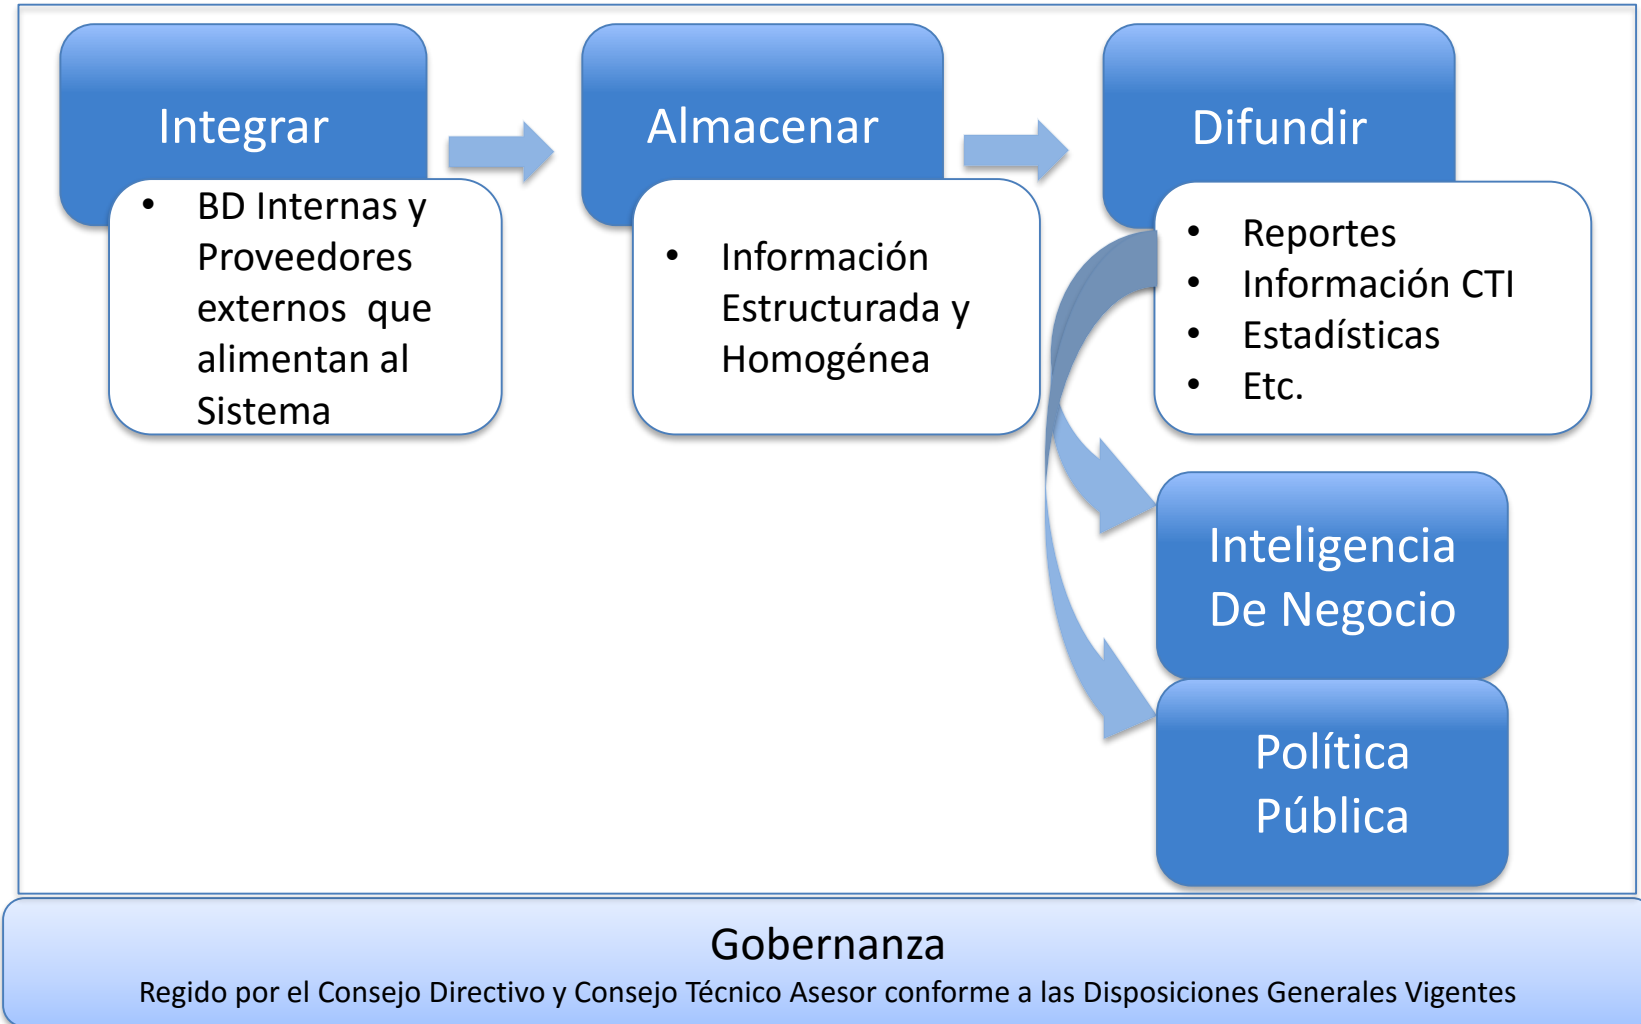 Integrar
• BD Internas y
Proveedores
externos que
alimentan al
Sistema
Almacenar
• Información
Estructurada y
Homogénea
Difundir
• Reportes
• Información CTI
• Estadísticas
• Etc.
Inteligencia
De Negocio
Política
Pública
Gobernanza
Regido por el Consejo Directivo y Consejo Técnico Asesor conforme a las Disposiciones Generales Vigentes